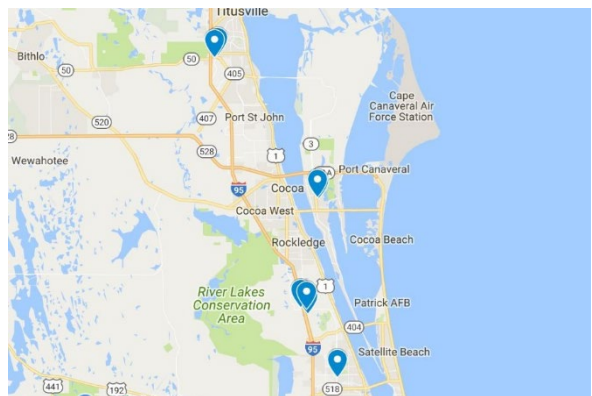 Titusville
Bithlo
50
50
405
Cape
Canaveral Air
Force Station
520
407
Port St John
3
528
1
Wewahotee
Port Canaveral
95
Cocoa
Cocoa West
Rockledge
Cocoa Beach
River Lakes
Conservation
Area
1
Patrick AFB
404
95
Satellite Beach
441
192
518